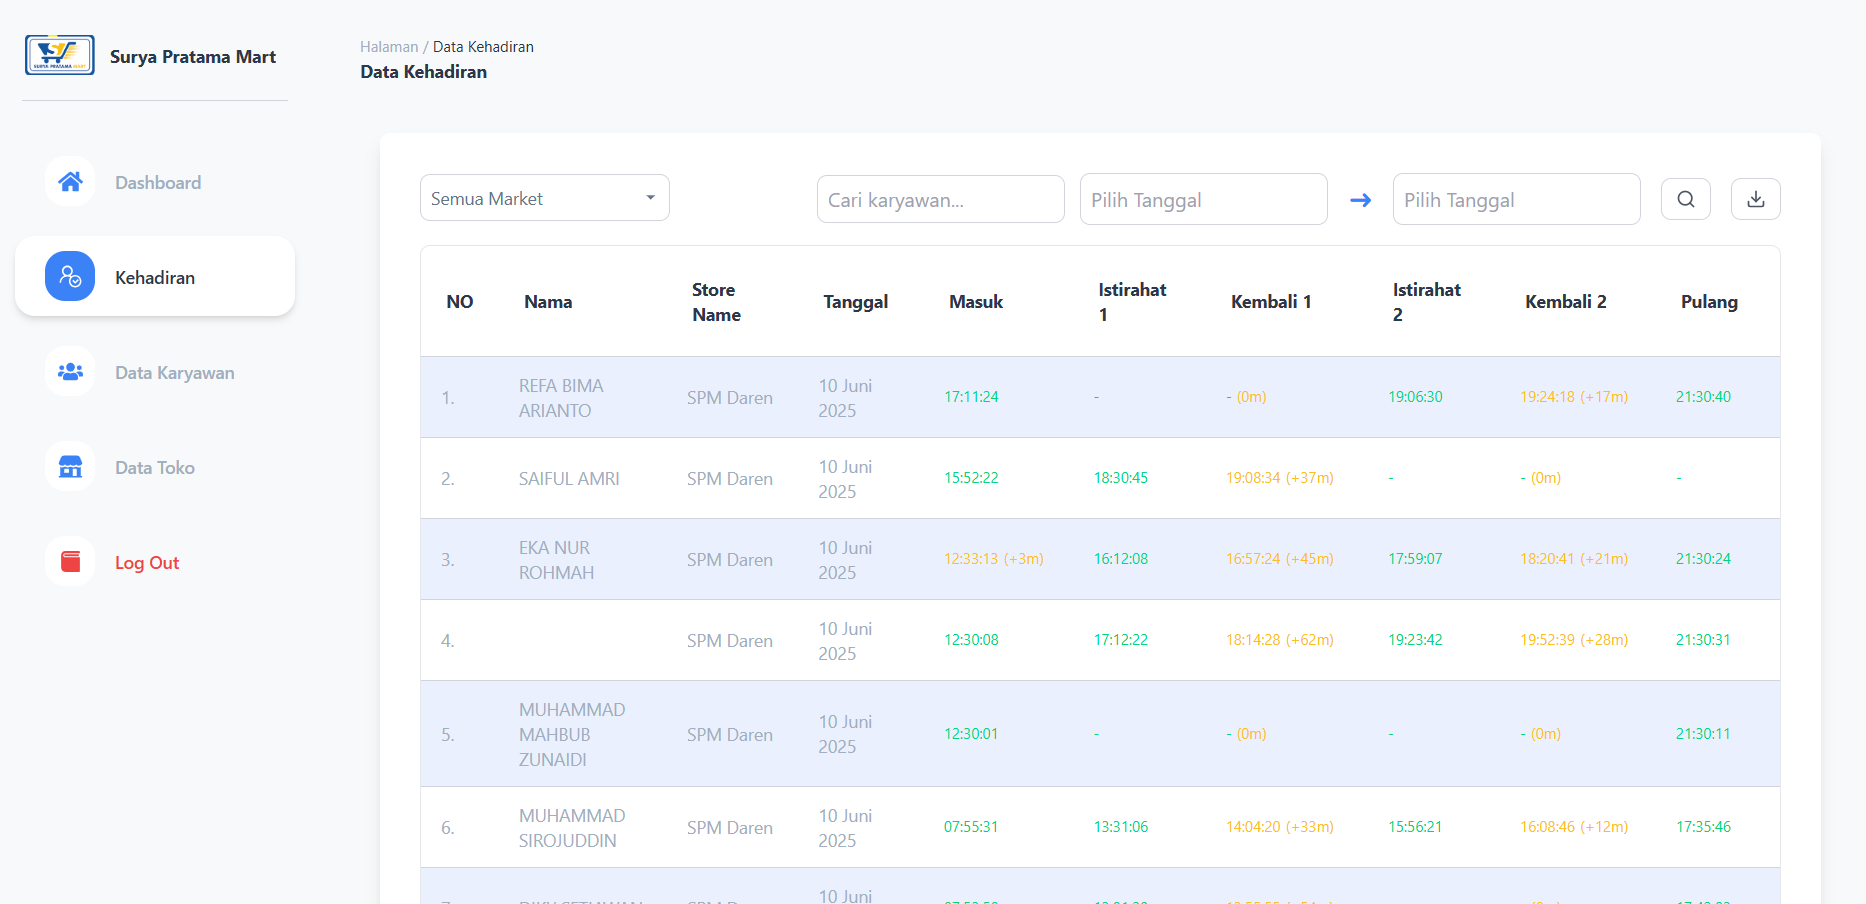 SURYA PRATAMA MART
Surya Pratama Mart
Halaman / Data Kehadiran
Data Kehadiran
Dashboard
Kehadiran
Data Karyawan
Data Toko
Log Out
Semua Market
Cari karyawan...
Pilih Tanggal
Pilih Tanggal
NO Nama Store Name Tanggal Masuk Istirahat 1 Kembali 1 Istirahat 2 Kembali 2 Pulang
1. REFA BIMA ARIANTO SPM Daren 10 Juni 2025 17:11:24 - - (0m) 19:06:30 19:24:18 (+17m) 21:30:40
2. SAIFUL AMRI SPM Daren 10 Juni 2025 15:52:22 18:30:45 19:08:34 (+37m) - - (0m) -
3. EKA NUR ROHMAH SPM Daren 10 Juni 2025 12:33:13 (+3m) 16:12:08 16:57:24 (+45m) 17:59:07 18:20:41 (+21m) 21:30:24
4. SPM Daren 10 Juni 2025 12:30:08 17:12:22 18:14:28 (+62m) 19:23:42 19:52:39 (+28m) 21:30:31
5. MUHAMMAD MAHBUB ZUNAIDI SPM Daren 10 Juni 2025 12:30:01 - - (0m) - - (0m) 21:30:11
6. MUHAMMAD SIROJUDDIN SPM Daren 10 Juni 2025 07:55:31 13:31:06 14:04:20 (+33m) 15:56:21 16:08:46 (+12m) 17:35:46
10 Juni